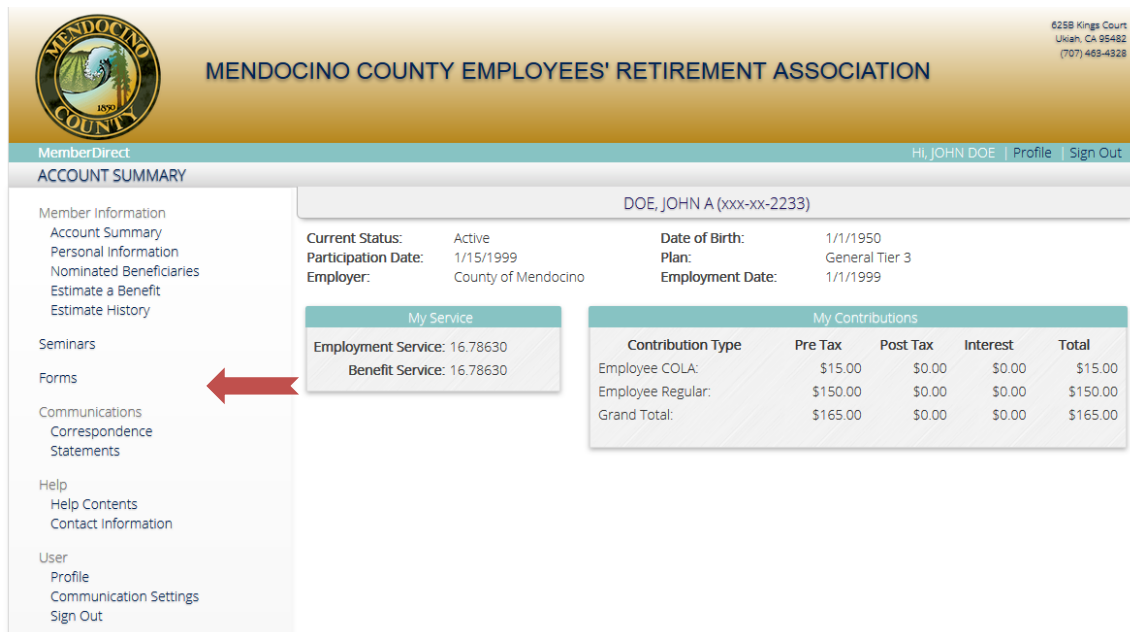 MENDOCINO
1850
COUNTY
MENDOCINO COUNTY EMPLOYEES' RETIREMENT ASSOCIATION
625B Kings Court
Ukiah, CA 95482
(707) 463-4328
MemberDirect
Hi, JOHN DOE | Profile | Sign Out
ACCOUNT SUMMARY
Member Information
Account Summary
Personal Information
Nominated Beneficiaries
Estimate a Benefit
Estimate History
Seminars
Forms
Communications
Correspondence
Statements
Help
Help Contents
Contact Information
User
Profile
Communication Settings
Sign Out
DOE, JOHN A (xxx-xx-2233)
Current Status: Active Date of Birth: 1/1/1950
Participation Date: 1/15/1999 Plan: General Tier 3
Employer: County of Mendocino Employment Date: 1/1/1999
My Service
Employment Service: 16.78630
Benefit Service: 16.78630
My Contributions
Contribution Type Pre Tax Post Tax Interest Total
Employee COLA: $15.00 $0.00 $0.00 $15.00
Employee Regular: $150.00 $0.00 $0.00 $150.00
Grand Total: $165.00 $0.00 $0.00 $165.00